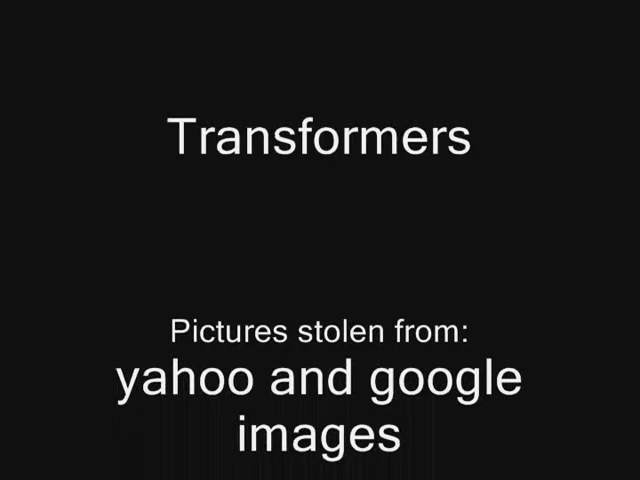 Transformers
Pictures stolen from:
yahoo and google
images